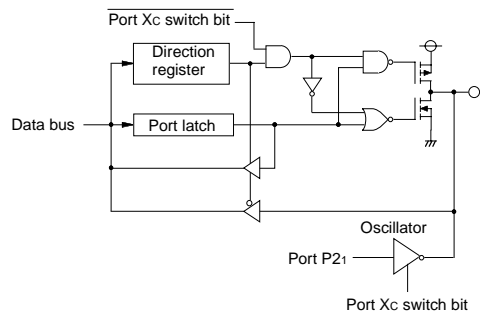 Port XC switch bit
Direction
register
Data bus
Port latch
Oscillator
Port P21
Port XC switch bit